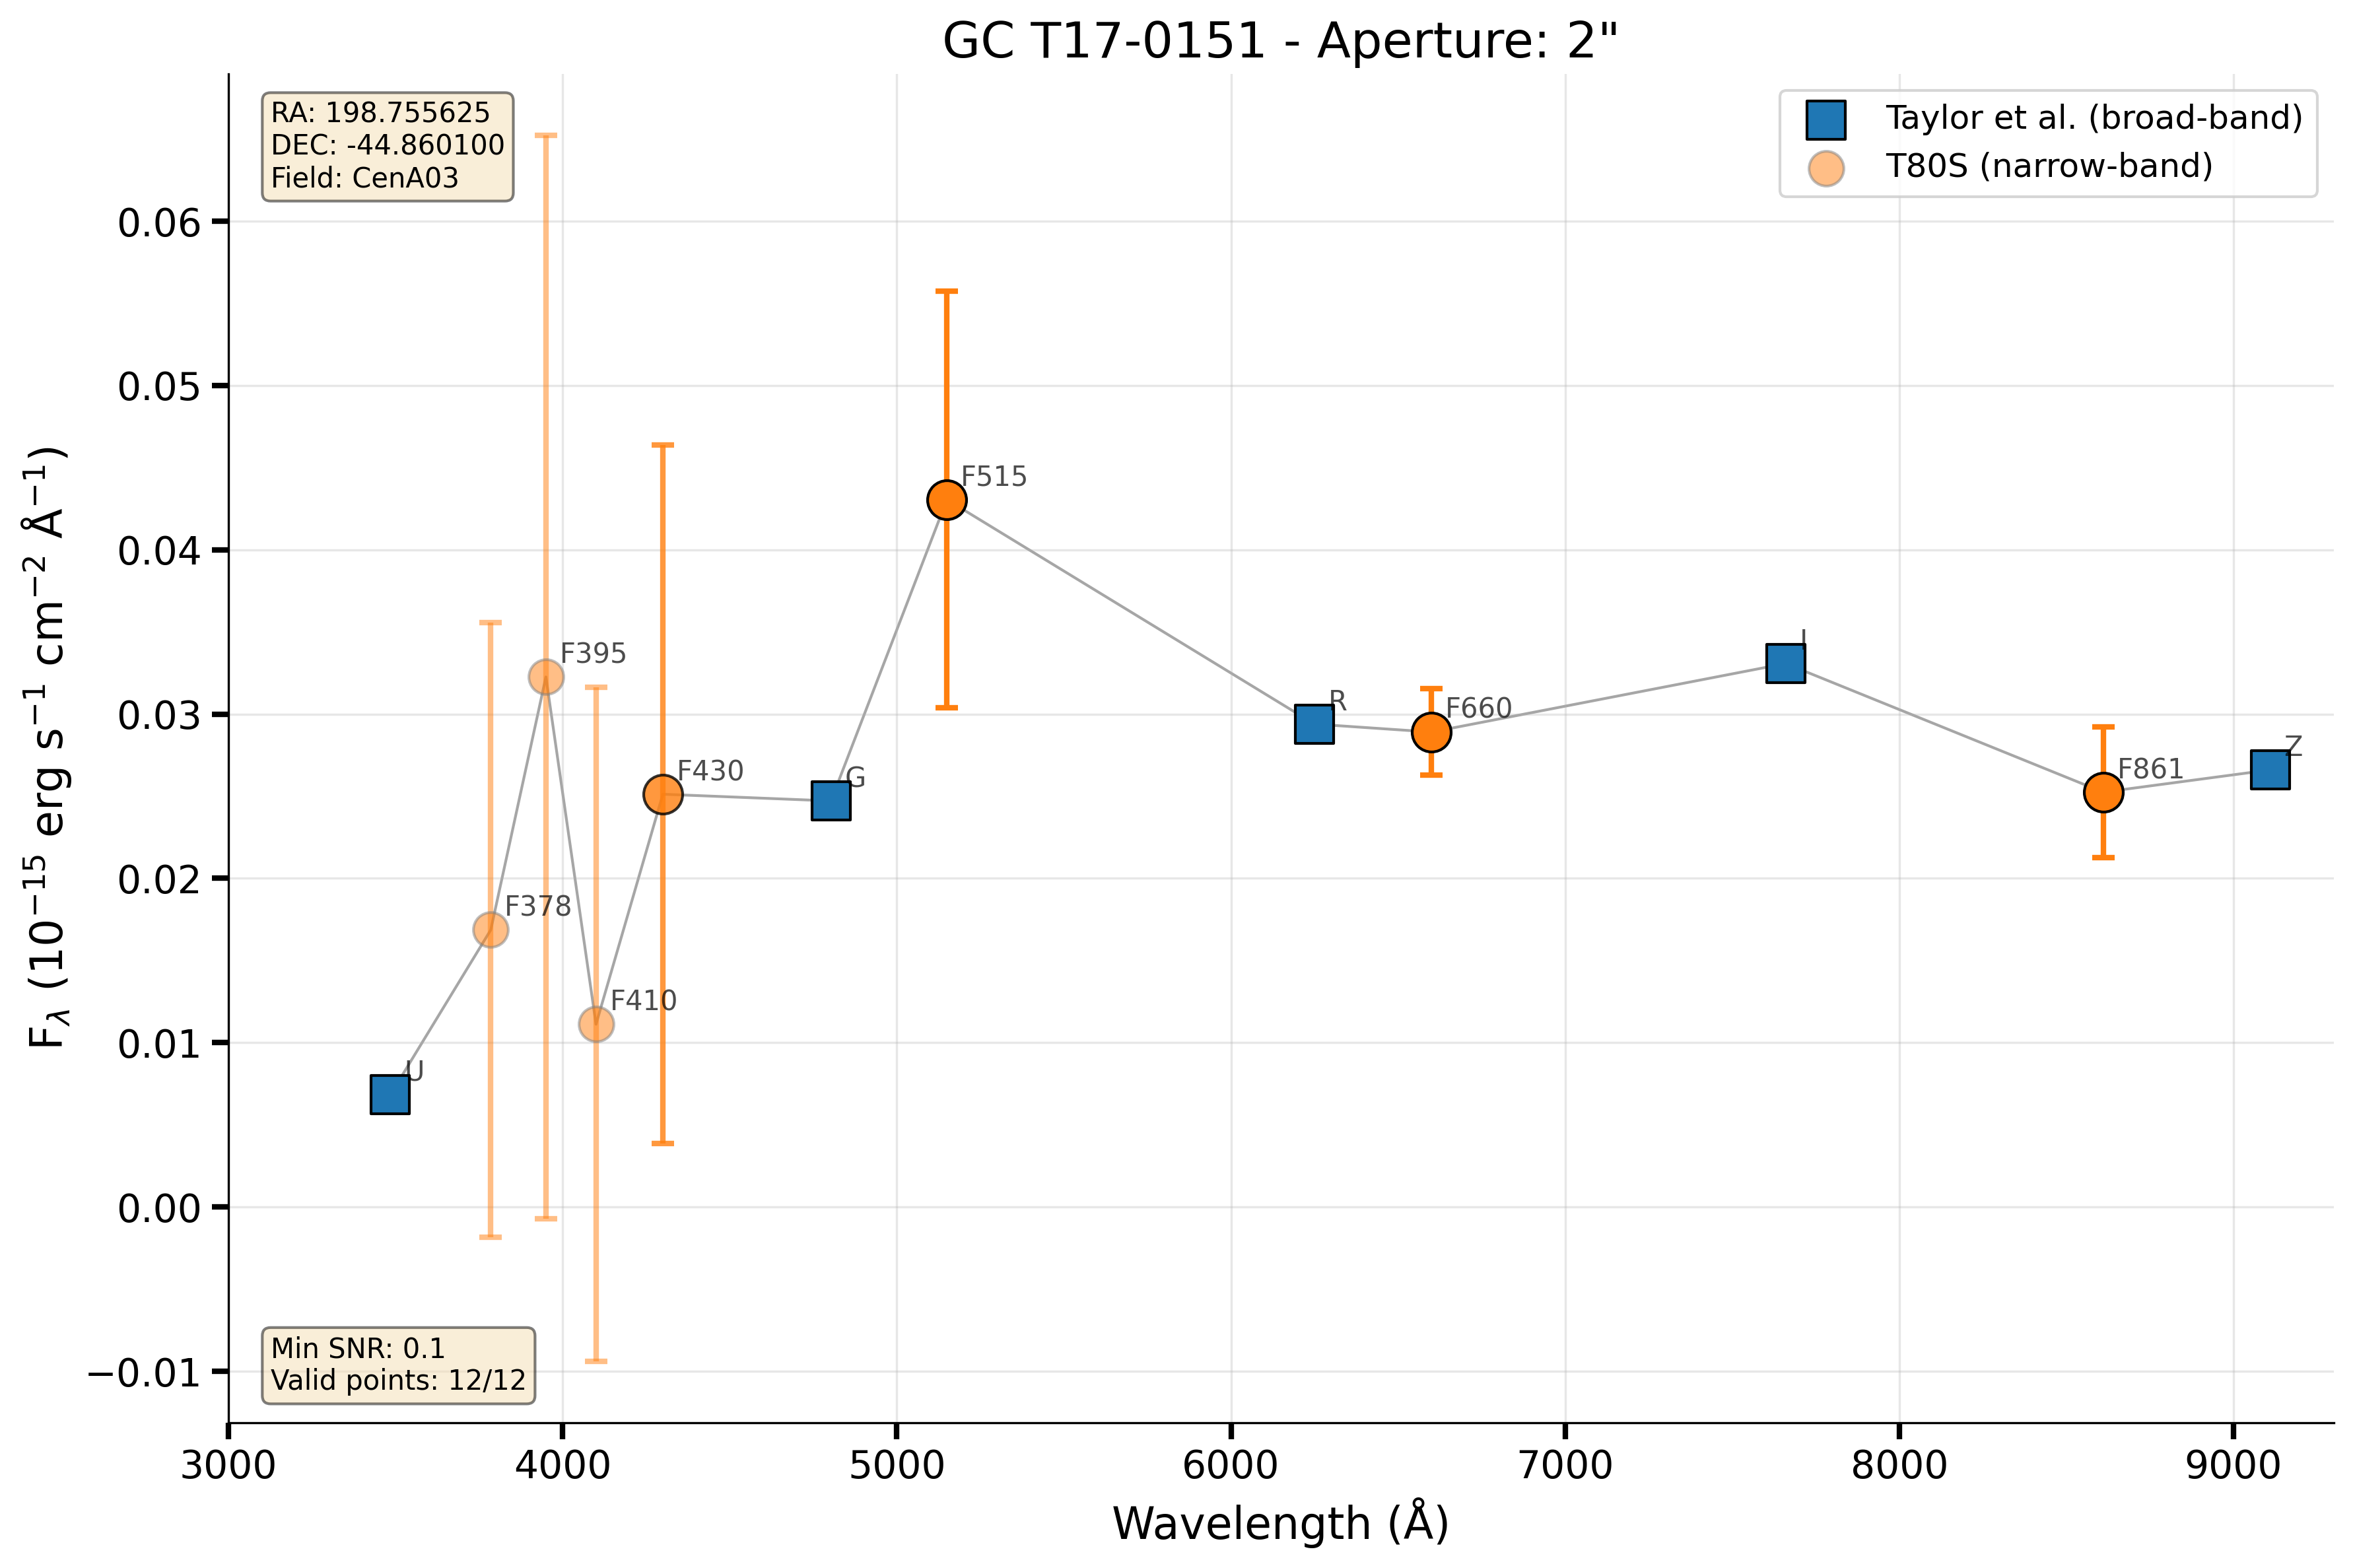 GC T17-0151 - Aperture: 2"
RA: 198.755625
DEC: -44.860100
Field: CenA03
Taylor et al. (broad-band)
T80S (narrow-band)
0.06
0.05
0.04
0.03
0.02
0.01
0.00
−0.01
F_λ (10⁻¹⁵ erg s⁻¹ cm⁻² Å⁻¹)
U
F378
F395
F410
F430
G
F515
R
F660
I
F861
Z
Min SNR: 0.1
Valid points: 12/12
3000 4000 5000 6000 7000 8000 9000
Wavelength (Å)